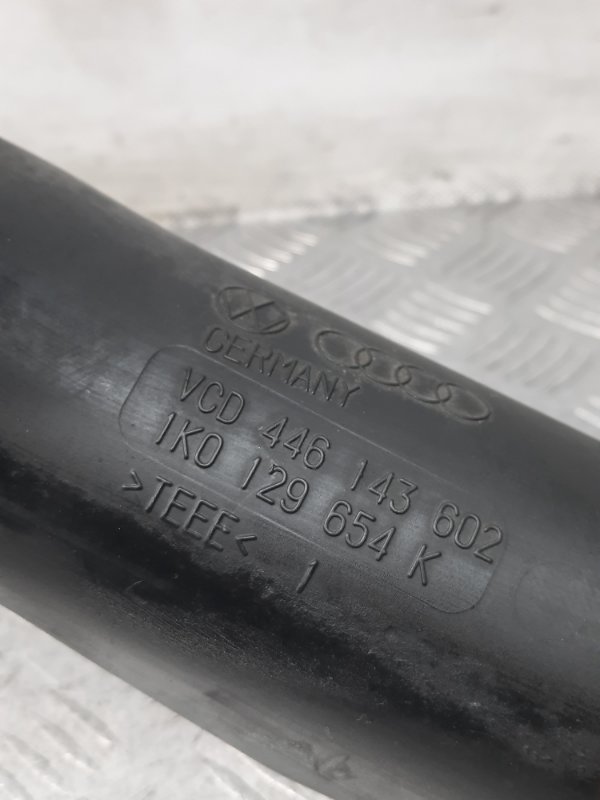 GERMANY
VCD 446 143 602
1K0 129 654 K
>TEEE<
1